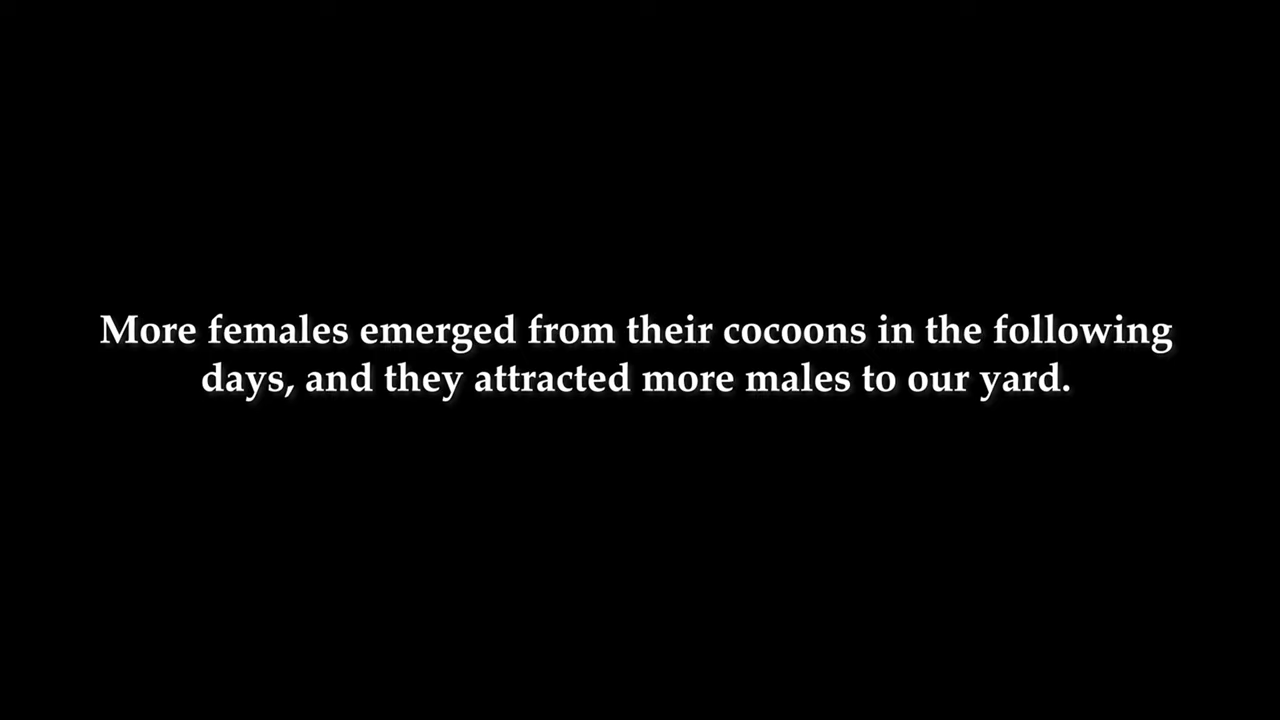 More females emerged from their cocoons in the following
days, and they attracted more males to our yard.